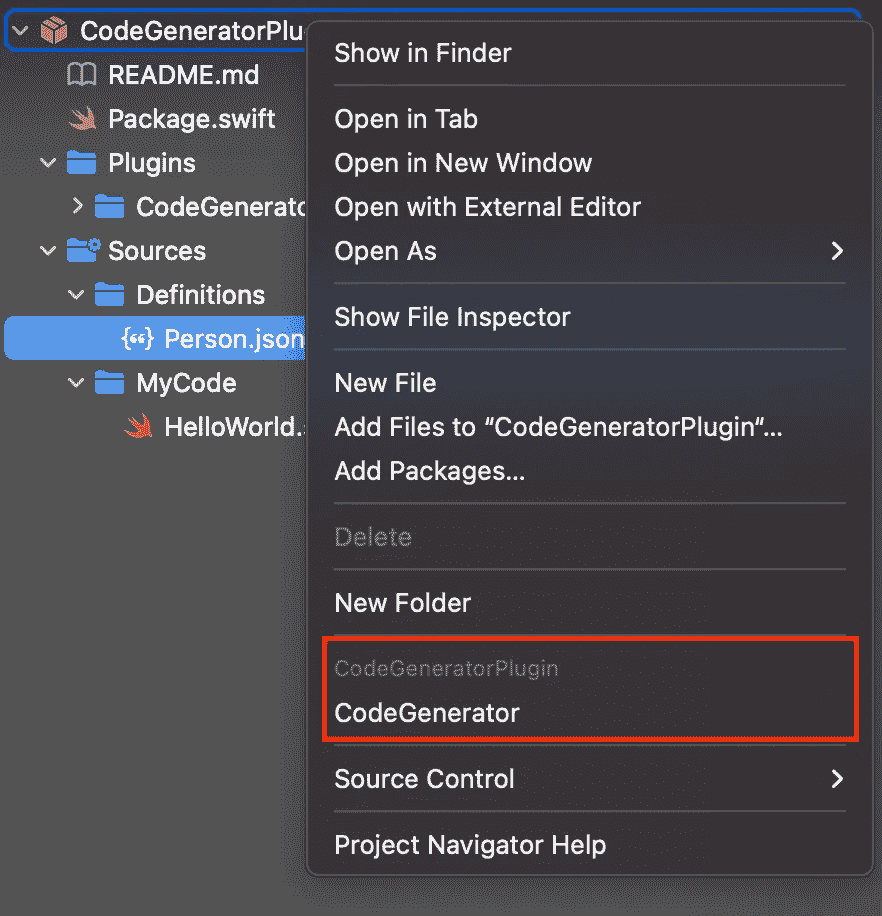 CodeGeneratorPlu
README.md
Package.swift
Plugins
CodeGenerato
Sources
Definitions
Person.json
MyCode
HelloWorld.
Show in Finder
Open in Tab
Open in New Window
Open with External Editor
Open As
Show File Inspector
New File
Add Files to “CodeGeneratorPlugin“...
Add Packages...
Delete
New Folder
CodeGeneratorPlugin
CodeGenerator
Source Control
Project Navigator Help